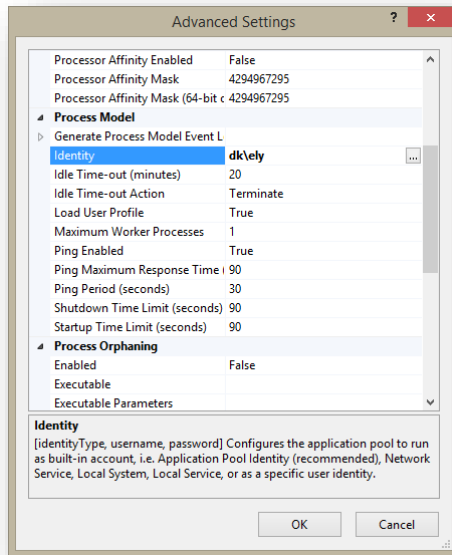 Advanced Settings
?
Processor Affinity Enabled False
Processor Affinity Mask 4294967295
Processor Affinity Mask (64-bit c 4294967295
Process Model
Generate Process Model Event L
Identity dk\ely ...
Idle Time-out (minutes) 20
Idle Time-out Action Terminate
Load User Profile True
Maximum Worker Processes 1
Ping Enabled True
Ping Maximum Response Time ( 90
Ping Period (seconds) 30
Shutdown Time Limit (seconds) 90
Startup Time Limit (seconds) 90
Process Orphaning
Enabled False
Executable
Executable Parameters
Identity
[identityType, username, password] Configures the application pool to run
as built-in account, i.e. Application Pool Identity (recommended), Network
Service, Local System, Local Service, or as a specific user identity.
OK Cancel